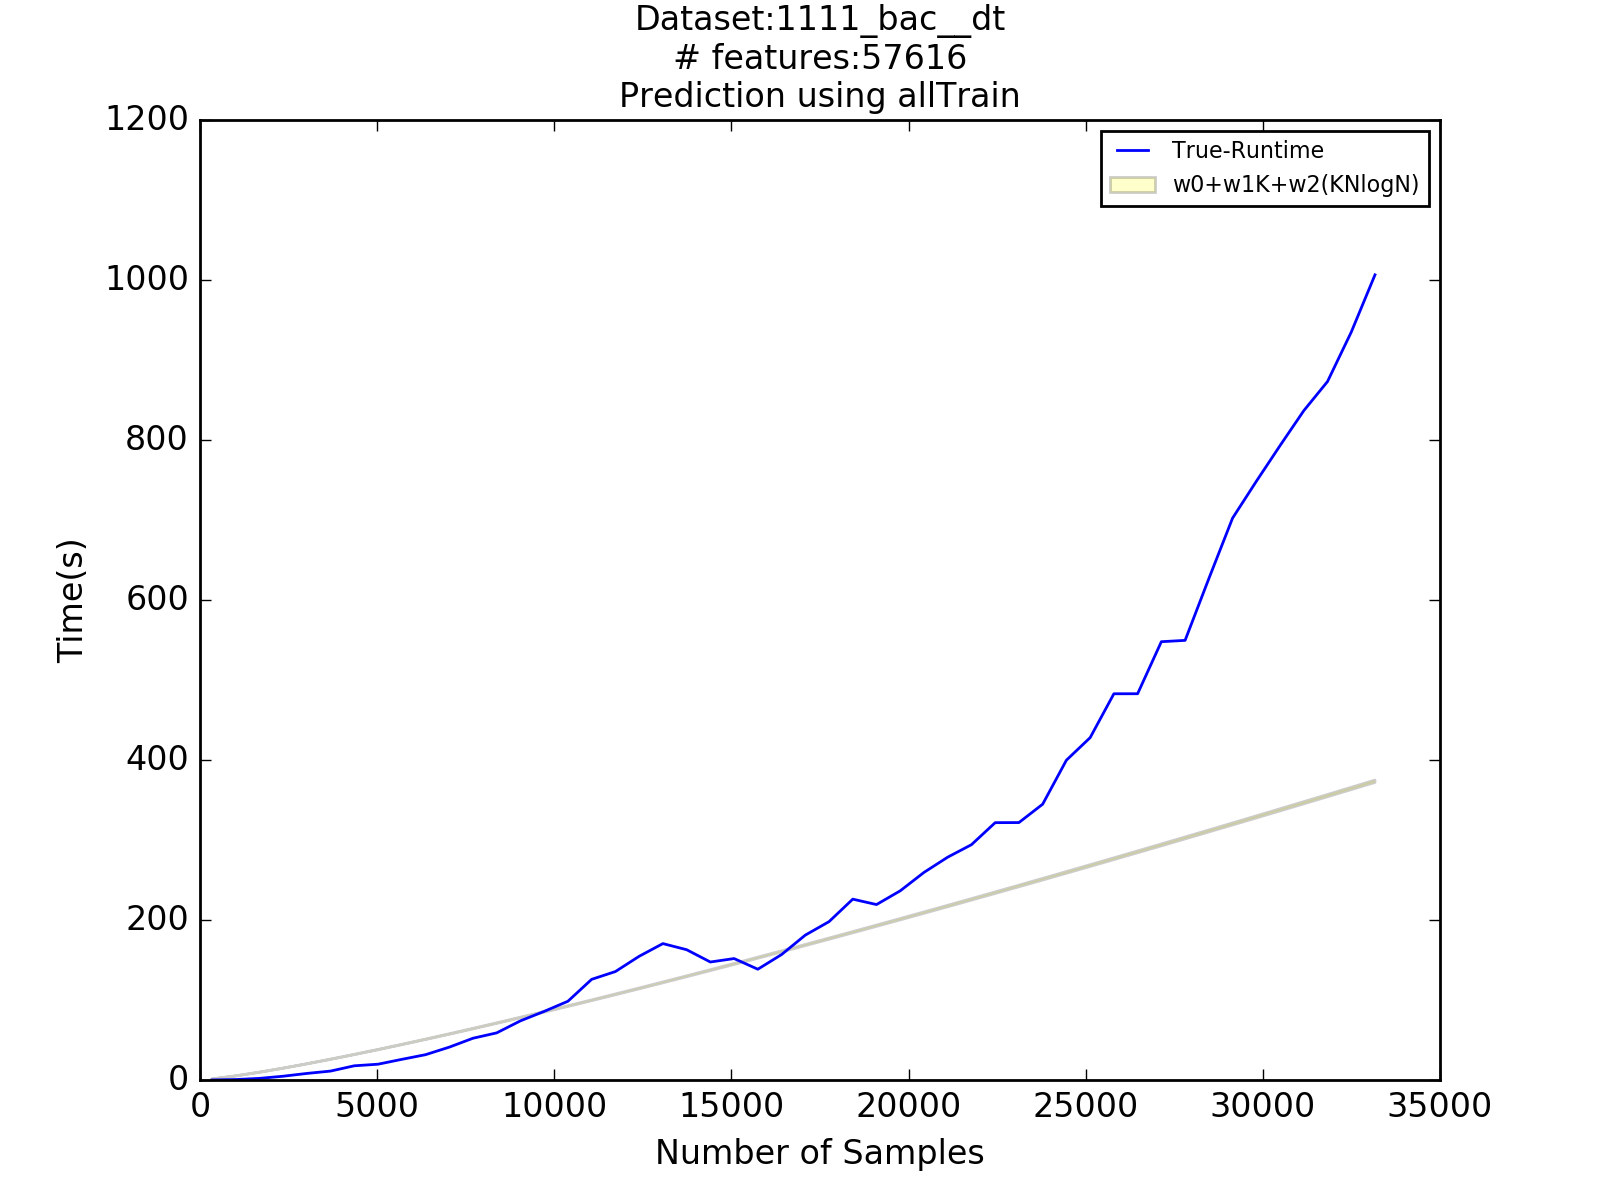 Dataset:1111_bac__dt
# features:57616
Prediction using allTrain
1200
1000
800
600
400
200
0
Time(s)
True-Runtime
w0+w1K+w2(KNlogN)
0 5000 10000 15000 20000 25000 30000 35000
Number of Samples